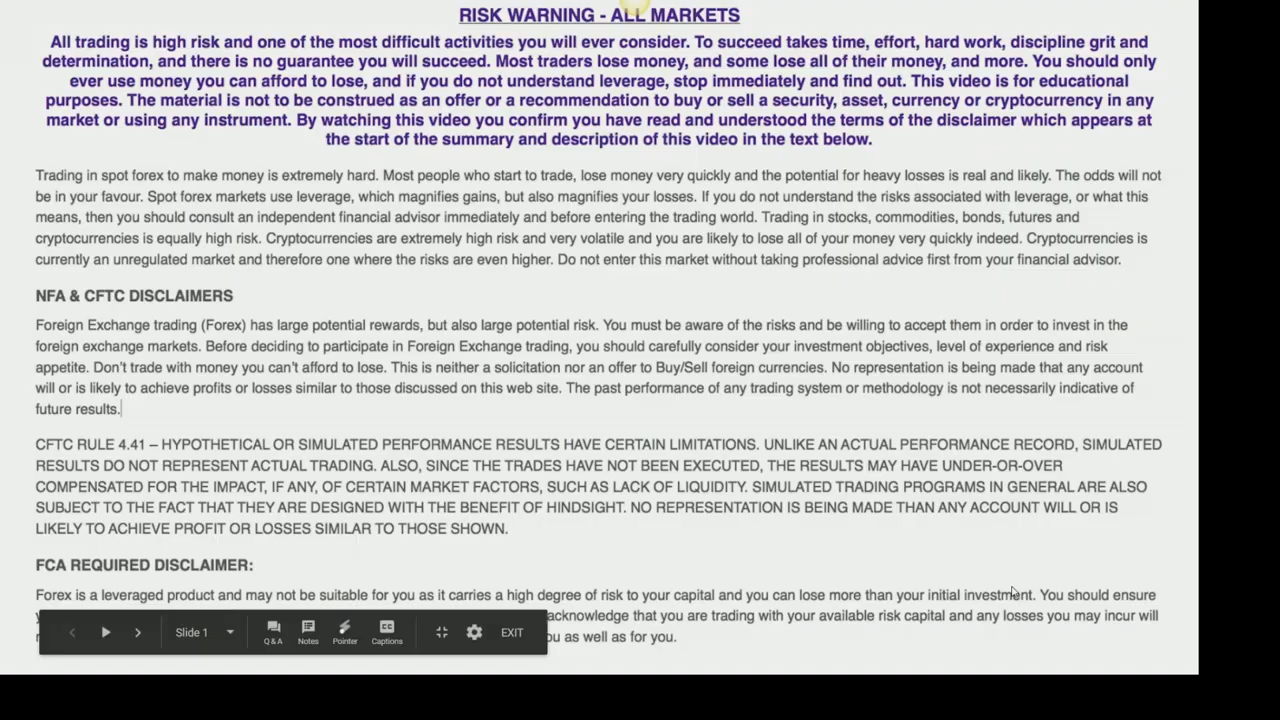 RISK WARNING - ALL MARKETS
All trading is high risk and one of the most difficult activities you will ever consider. To succeed takes time, effort, hard work, discipline grit and
determination, and there is no guarantee you will succeed. Most traders lose money, and some lose all of their money, and more. You should only
ever use money you can afford to lose, and if you do not understand leverage, stop immediately and find out. This video is for educational
purposes. The material is not to be construed as an offer or a recommendation to buy or sell a security, asset, currency or cryptocurrency in any
market or using any instrument. By watching this video you confirm you have read and understood the terms of the disclaimer which appears at
the start of the summary and description of this video in the text below.
Trading in spot forex to make money is extremely hard. Most people who start to trade, lose money very quickly and the potential for heavy losses is real and likely. The odds will not
be in your favour. Spot forex markets use leverage, which magnifies gains, but also magnifies your losses. If you do not understand the risks associated with leverage, or what this
means, then you should consult an independent financial advisor immediately and before entering the trading world. Trading in stocks, commodities, bonds, futures and
cryptocurrencies is equally high risk. Cryptocurrencies are extremely high risk and very volatile and you are likely to lose all of your money very quickly indeed. Cryptocurrencies is
currently an unregulated market and therefore one where the risks are even higher. Do not enter this market without taking professional advice first from your financial advisor.
NFA & CFTC DISCLAIMERS
Foreign Exchange trading (Forex) has large potential rewards, but also large potential risk. You must be aware of the risks and be willing to accept them in order to invest in the
foreign exchange markets. Before deciding to participate in Foreign Exchange trading, you should carefully consider your investment objectives, level of experience and risk
appetite. Don't trade with money you can't afford to lose. This is neither a solicitation nor an offer to Buy/Sell foreign currencies. No representation is being made that any account
will or is likely to achieve profits or losses similar to those discussed on this web site. The past performance of any trading system or methodology is not necessarily indicative of
future results.
CFTC RULE 4.41 – HYPOTHETICAL OR SIMULATED PERFORMANCE RESULTS HAVE CERTAIN LIMITATIONS. UNLIKE AN ACTUAL PERFORMANCE RECORD, SIMULATED
RESULTS DO NOT REPRESENT ACTUAL TRADING. ALSO, SINCE THE TRADES HAVE NOT BEEN EXECUTED, THE RESULTS MAY HAVE UNDER-OR-OVER
COMPENSATED FOR THE IMPACT, IF ANY, OF CERTAIN MARKET FACTORS, SUCH AS LACK OF LIQUIDITY. SIMULATED TRADING PROGRAMS IN GENERAL ARE ALSO
SUBJECT TO THE FACT THAT THEY ARE DESIGNED WITH THE BENEFIT OF HINDSIGHT. NO REPRESENTATION IS BEING MADE THAN ANY ACCOUNT WILL OR IS
LIKELY TO ACHIEVE PROFIT OR LOSSES SIMILAR TO THOSE SHOWN.
FCA REQUIRED DISCLAIMER:
Forex is a leveraged product and may not be suitable for you as it carries a high degree of risk to your capital and you can lose more than your initial investment. You should ensure
acknowledge that you are trading with your available risk capital and any losses you may incur will
as well as for you.
Slide 1
Q & A
Notes
Pointer
Captions
EXIT